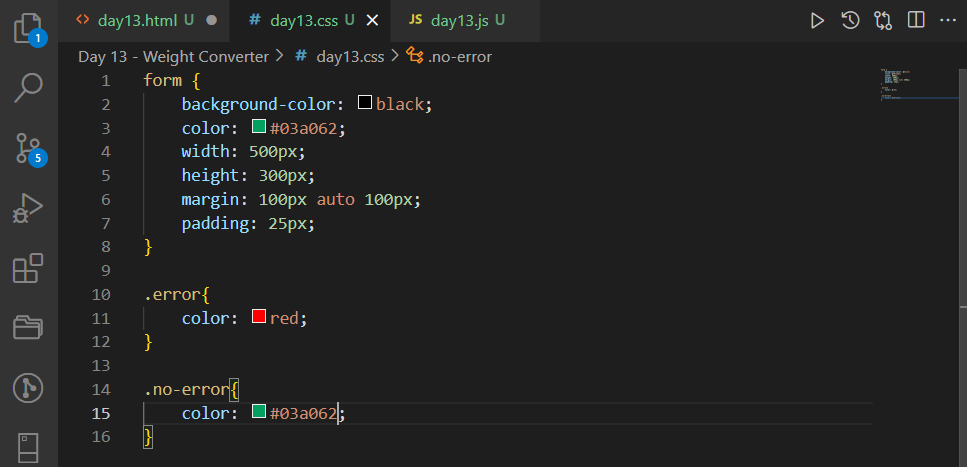 day13.html U
# day13.css U
JS day13.js U
Day 13 - Weight Converter > # day13.css > .no-error
1
5
1 form {
2 background-color: black;
3 color: #03a062;
4 width: 500px;
5 height: 300px;
6 margin: 100px auto 100px;
7 padding: 25px;
8 }
9
10 .error{
11 color: red;
12 }
13
14 .no-error{
15 color: #03a062;
16 }